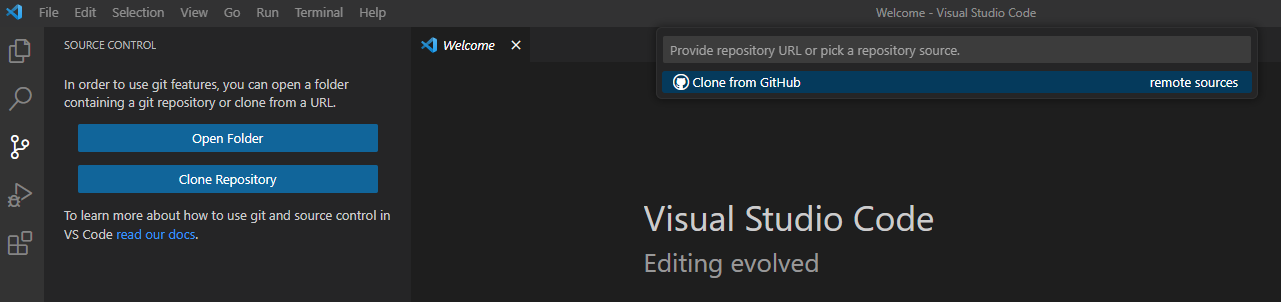 File Edit Selection View Go Run Terminal Help
Welcome - Visual Studio Code
SOURCE CONTROL
In order to use git features, you can open a folder
containing a git repository or clone from a URL.
Open Folder
Clone Repository
To learn more about how to use git and source control in
VS Code read our docs.
Welcome
Provide repository URL or pick a repository source.
Clone from GitHub remote sources
Visual Studio Code
Editing evolved